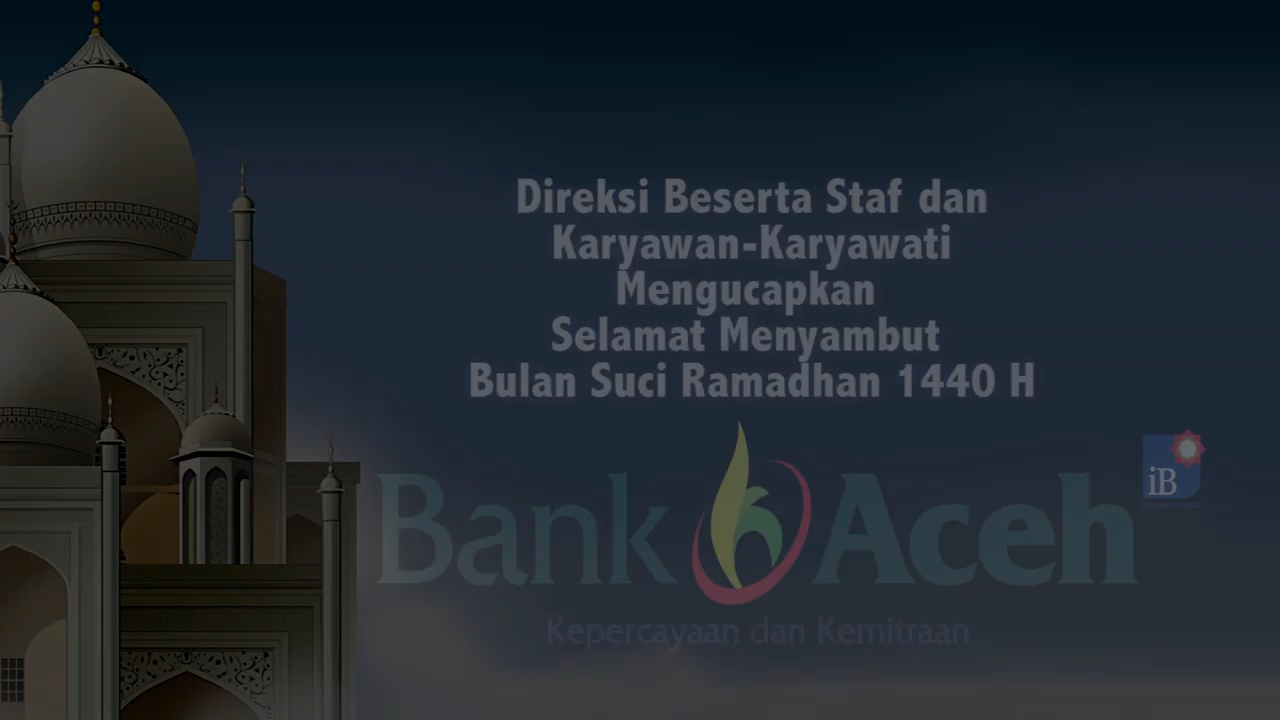 Direksi Beserta Staf dan
Karyawan-Karyawati
Mengucapkan
Selamat Menyambut
Bulan Suci Ramadhan 1440 H
Bank Aceh
iB
Kepercayaan dan Kemitraan